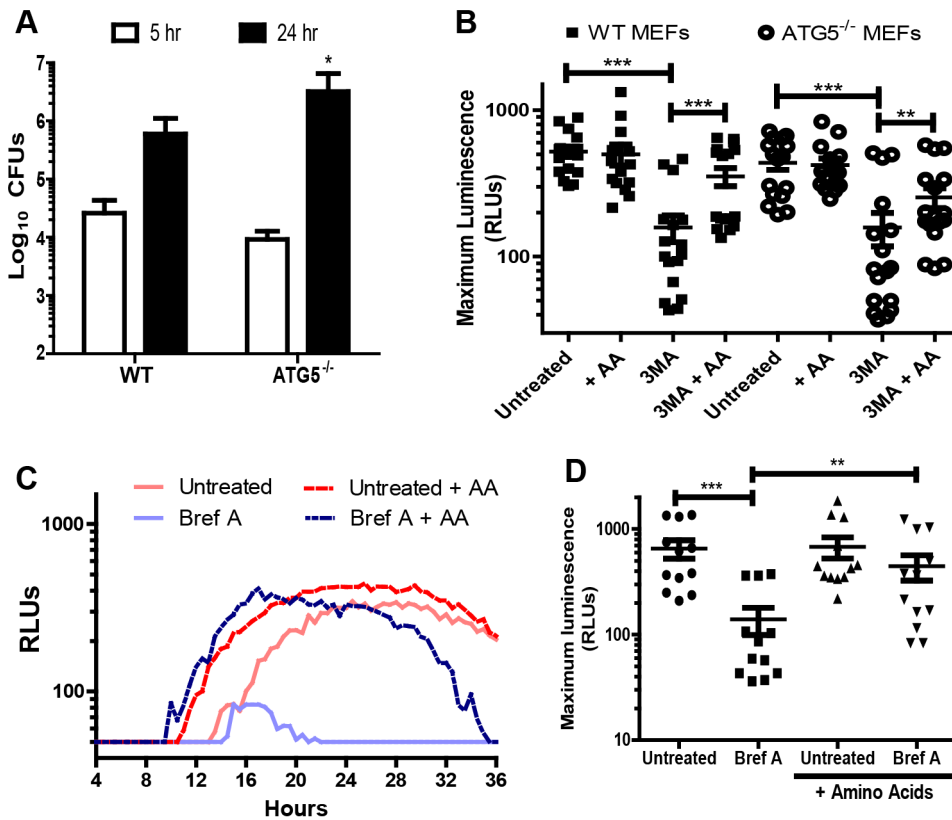 A
5 hr
24 hr
Log10 CFUs
7
6
5
4
3
2
*
WT
ATG5-/-
B
WT MEFs
ATG5-/- MEFs
Maximum Luminescence
(RLUs)
1000
100
***
***
***
**
Untreated
+ AA
3MA
3MA + AA
Untreated
+ AA
3MA
3MA + AA
C
Untreated
Untreated + AA
Bref A
Bref A + AA
RLUs
1000
100
4
8
12
16
20
24
28
32
36
Hours
D
Maximum luminescence
(RLUs)
1000
100
10
***
**
Untreated
Bref A
Untreated
Bref A
+ Amino Acids